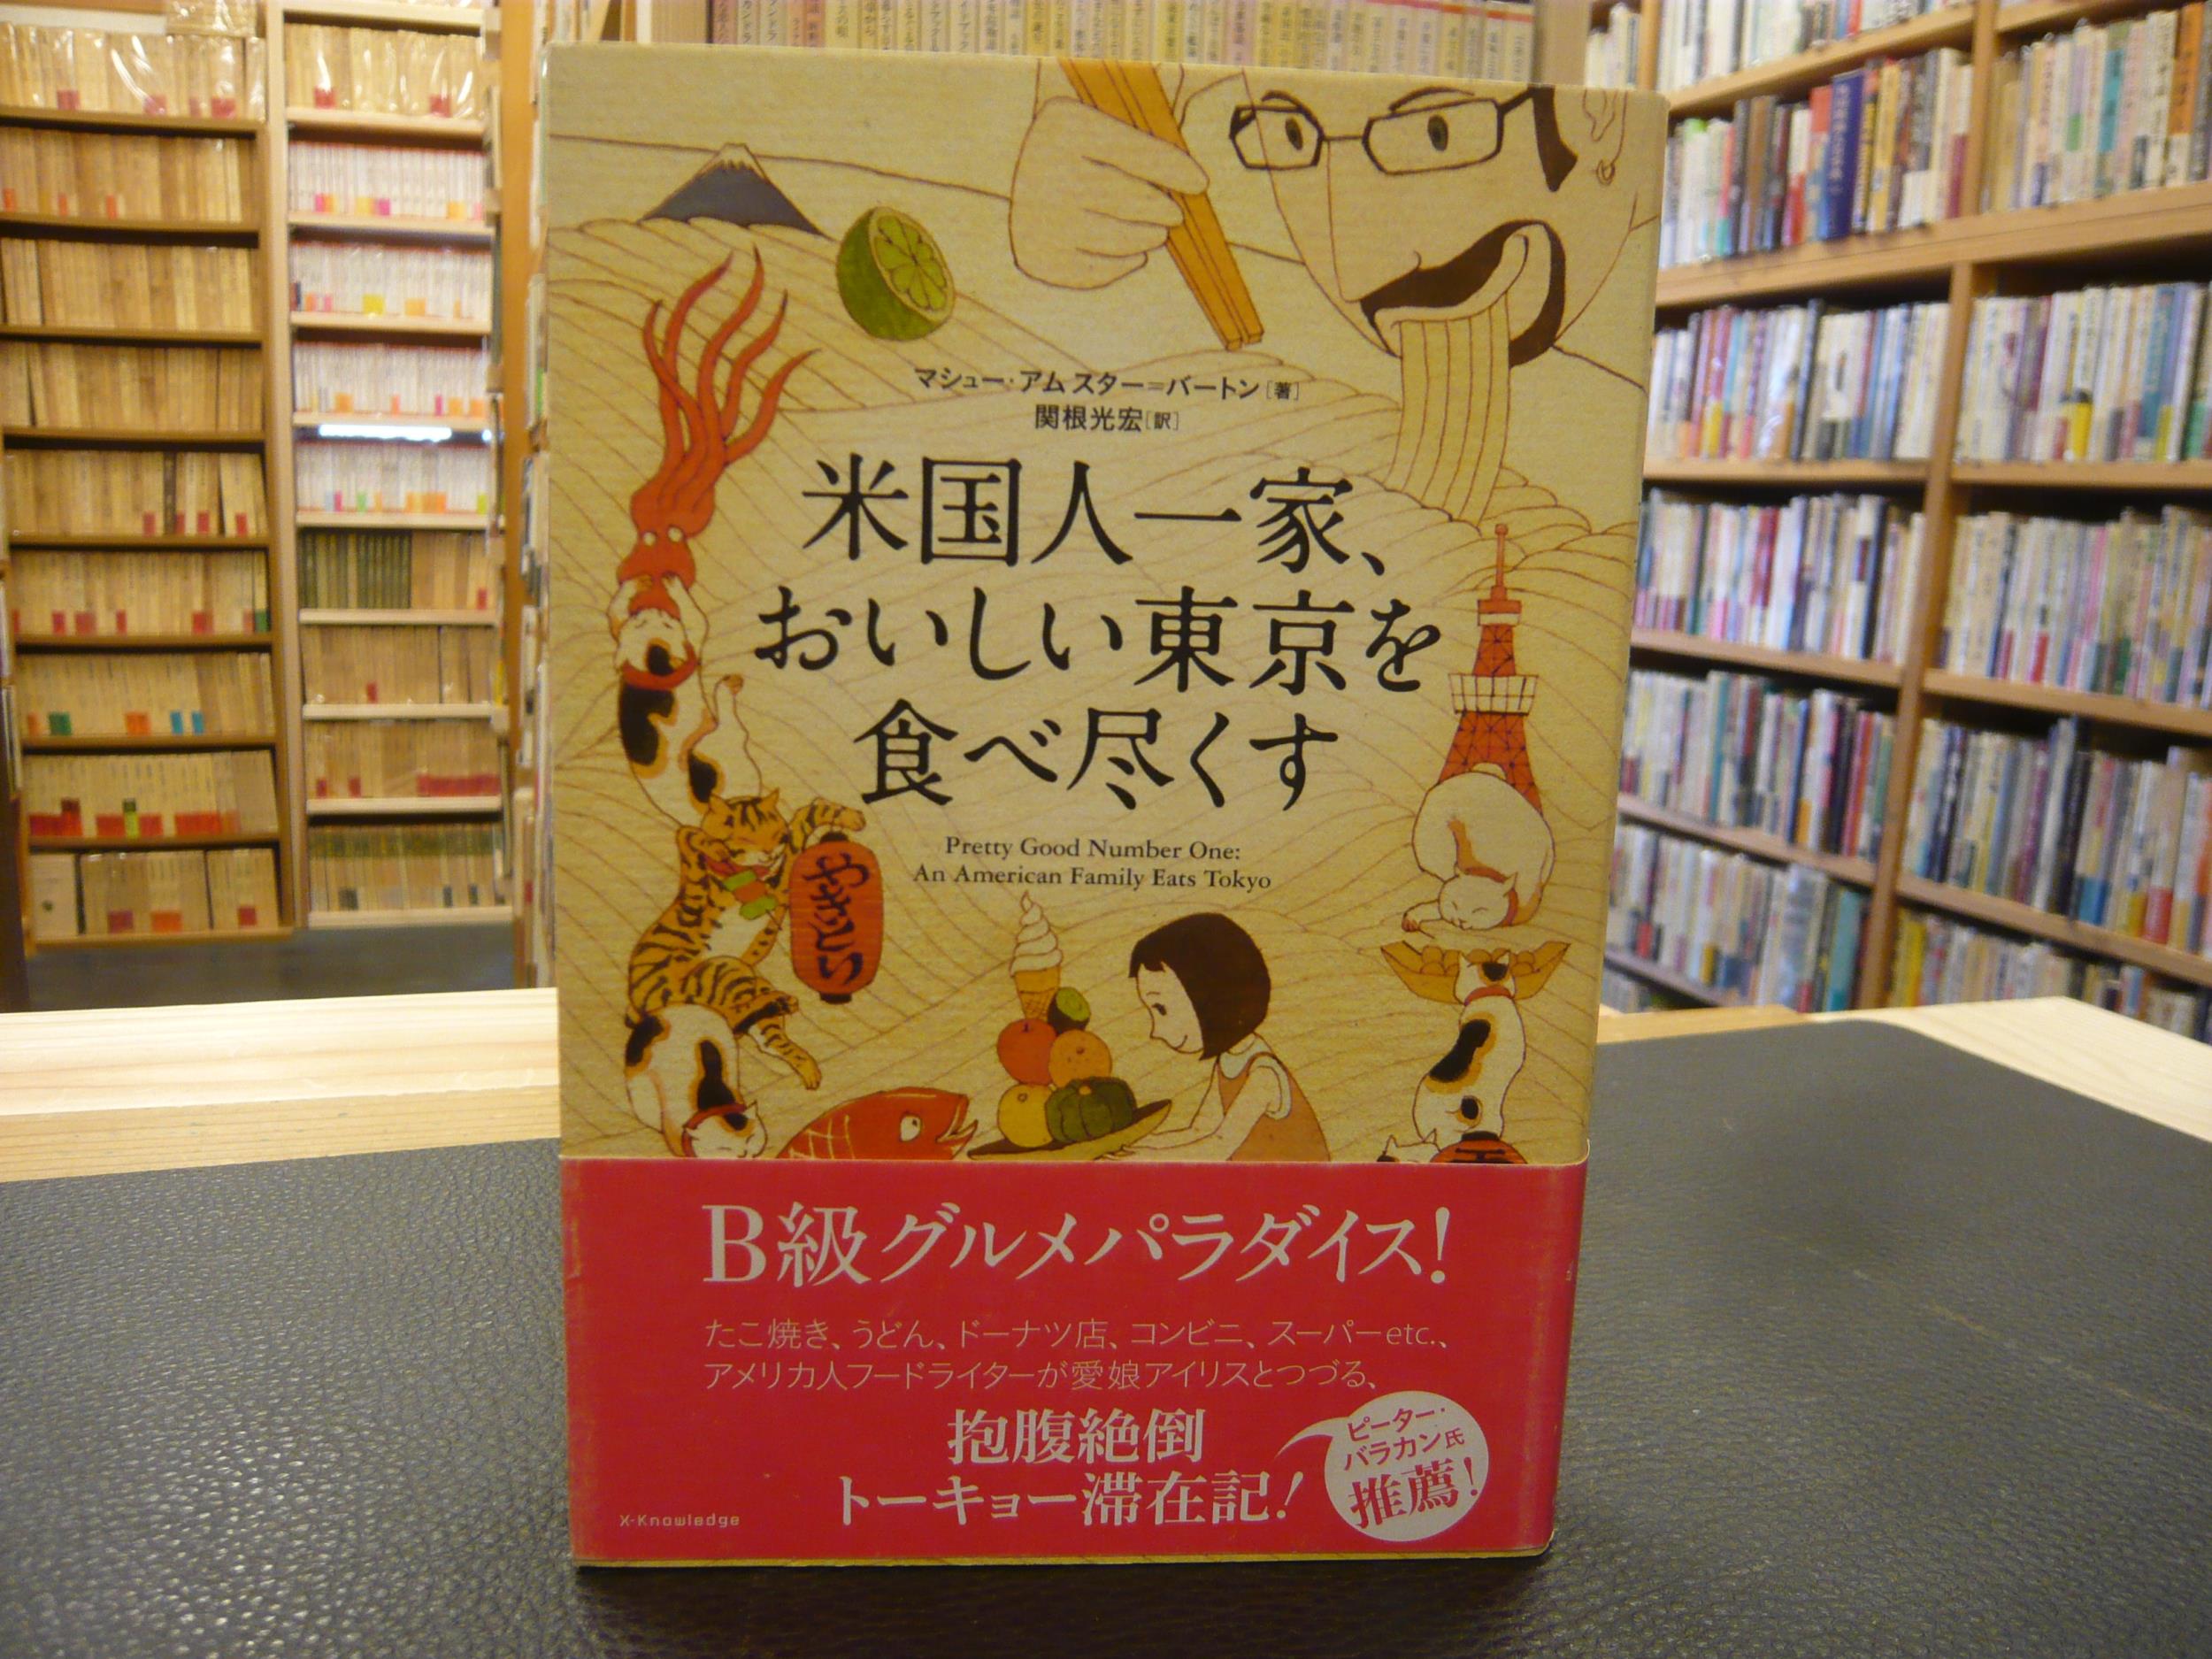 マシュー・アムスター=バートン[著]
関根光宏[訳]
米国人一家、
おいしい東京を
食べ尽くす
Pretty Good Number One:
An American Family Eats Tokyo
やきとり
B級グルメパラダイス!
たこ焼き、うどん、ドーナツ店、コンビニ、スーパーetc.、
アメリカ人フードライターが愛娘アイリスとつづる、
抱腹絶倒
トーキョー滞在記!
ピーター・
バラカン氏
推薦!
X-Knowledge